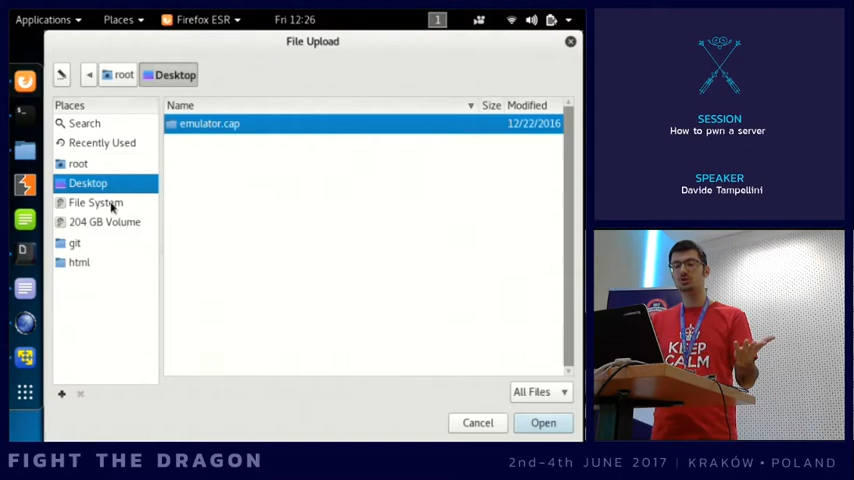 Applications
Places
Firefox ESR
Fri 12:26
1
File Upload
root
Desktop
Places
Name
Size
Modified
Search
emulator.cap
12/22/2016
Recently Used
root
Desktop
File System
204 GB Volume
git
html
All Files
Cancel
Open
SESSION
How to pwn a server
SPEAKER
Davide Tampellini
KEEP
CALM
FIGHT THE DRAGON
2nd-4th JUNE 2017 | KRAKÓW • POLAND